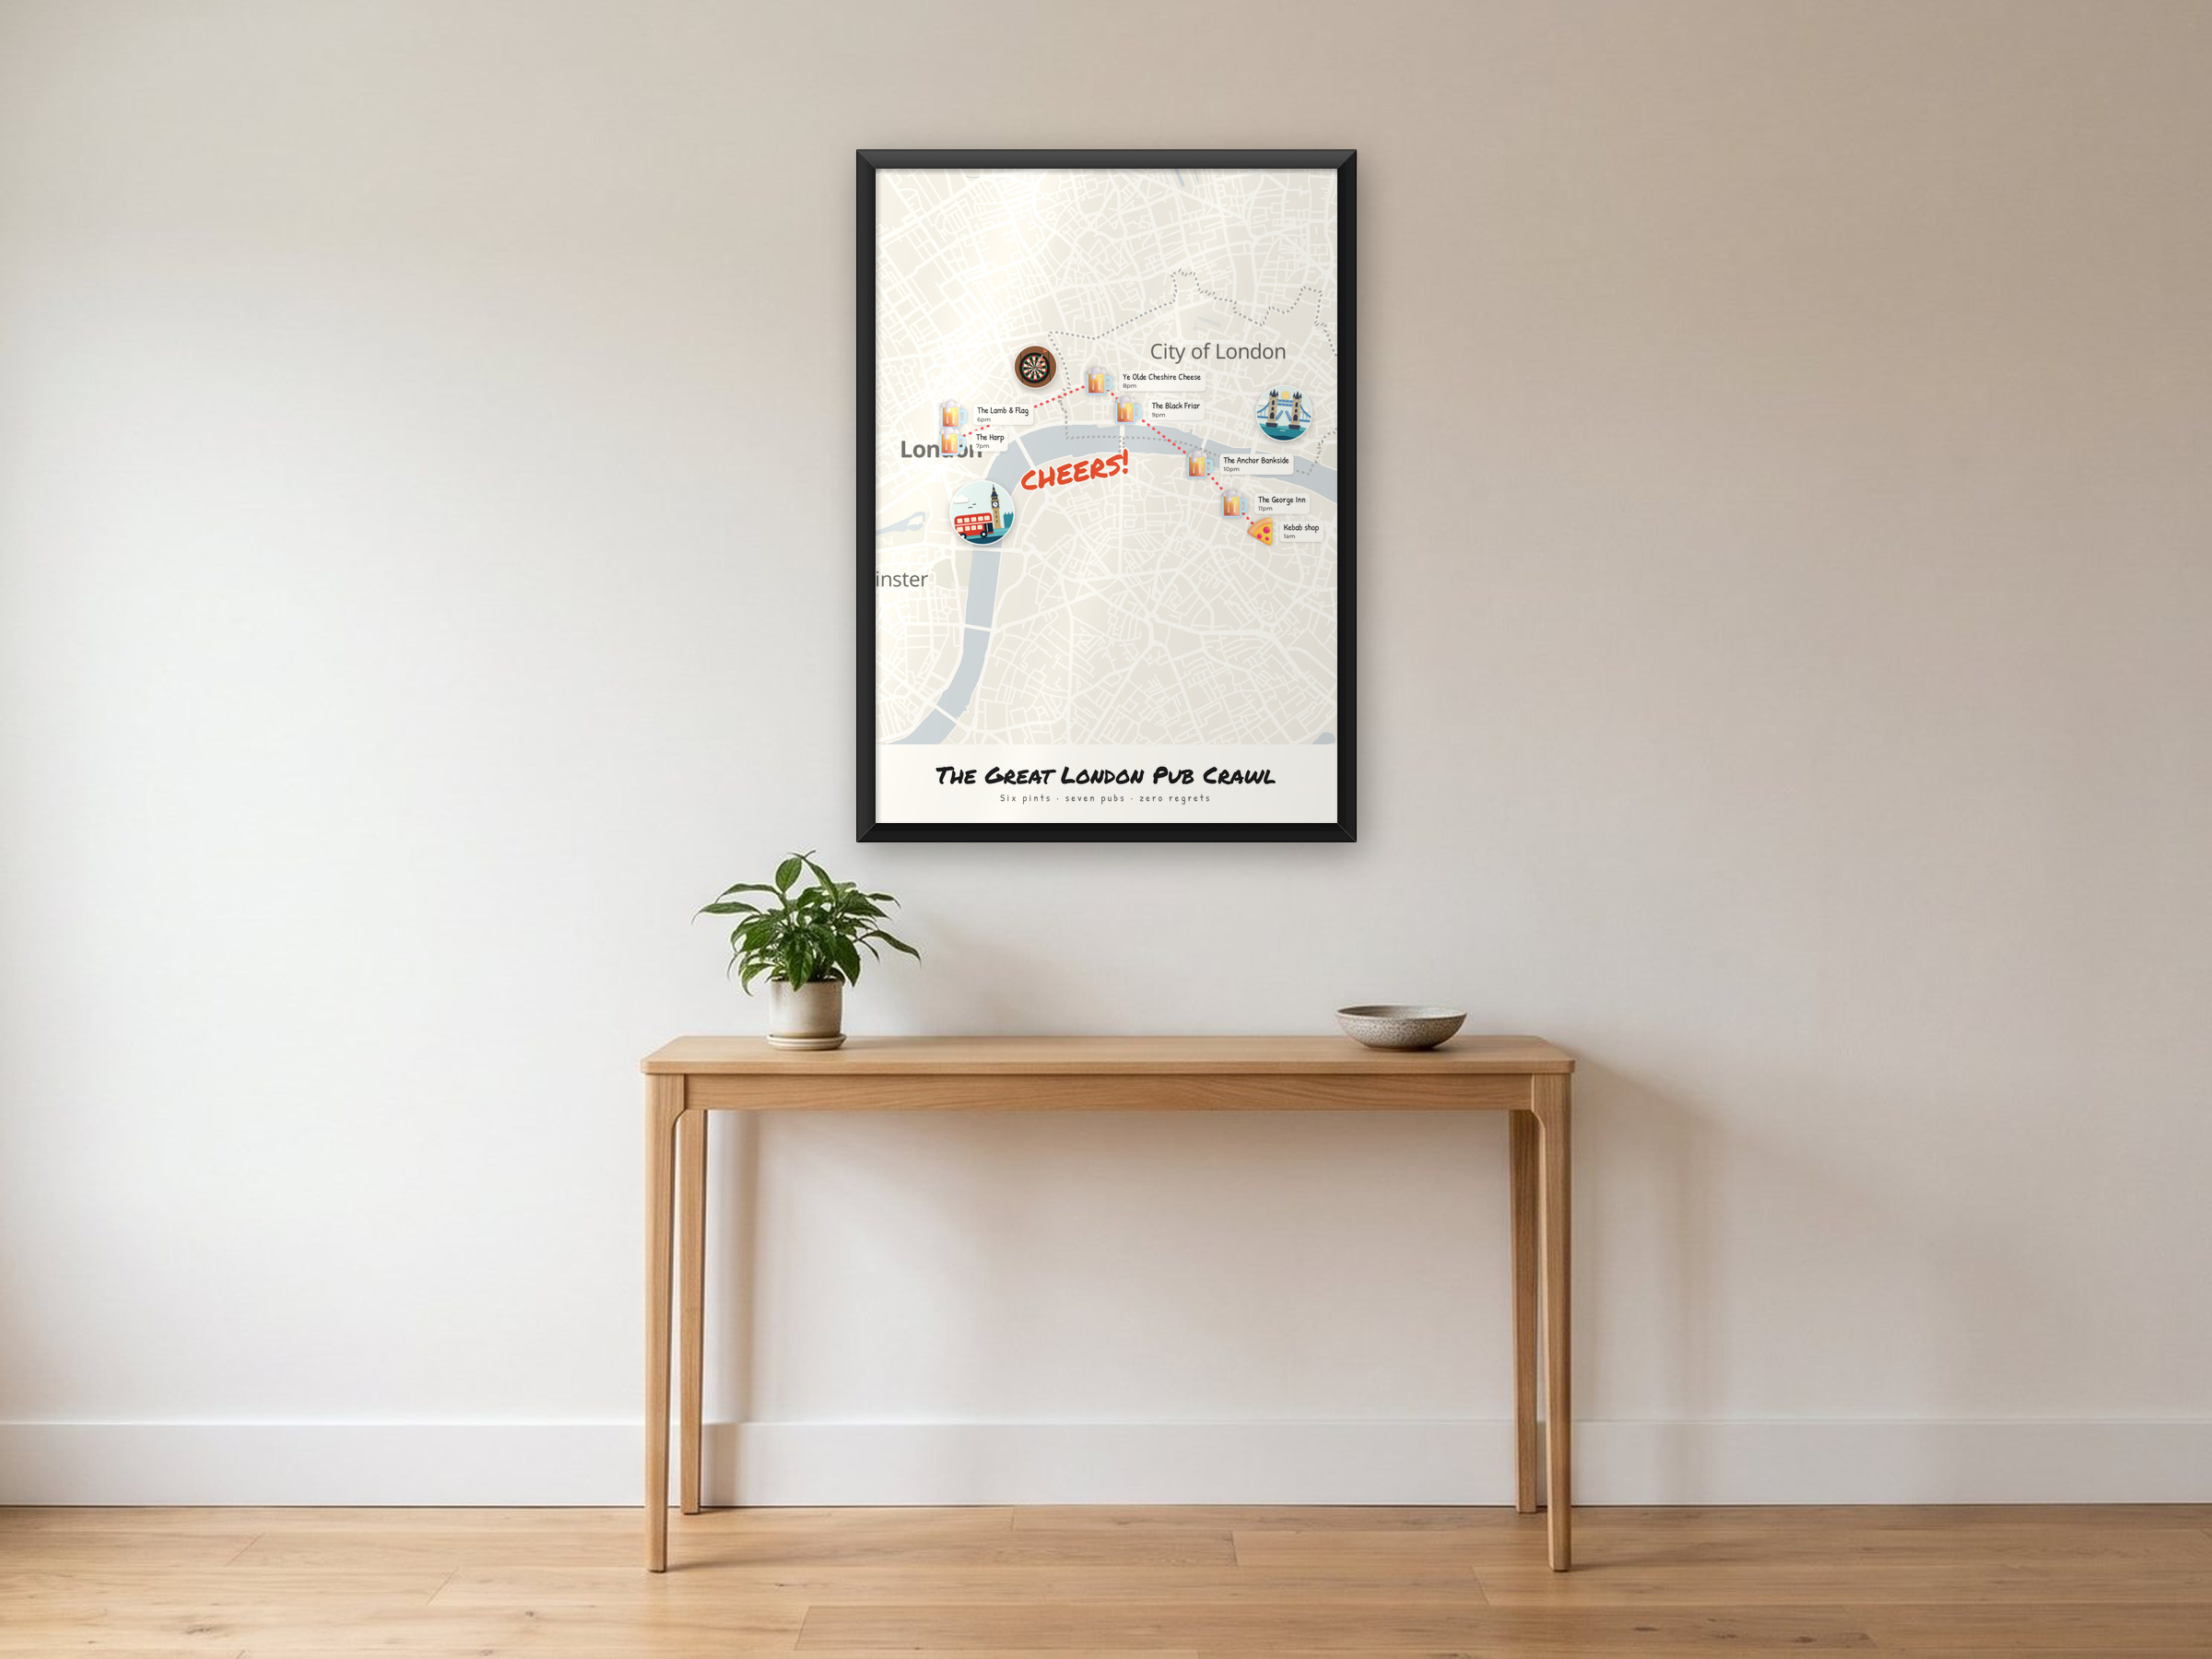 City of London
Ye Olde Cheshire Cheese
8pm
The Lamb & Flag
6pm
The Black Friar
9pm
The Harp
7pm
London
CHEERS!
The Anchor Bankside
10pm
The George Inn
11pm
Kebab shop
1am
inster
The Great London Pub Crawl
Six pints · seven pubs · zero regrets